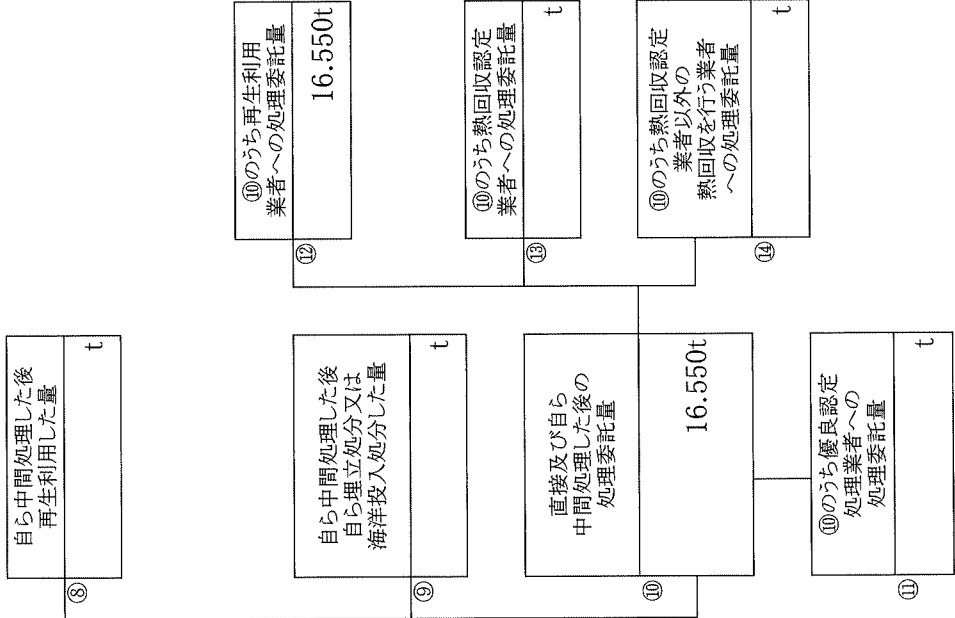 ⑧
自ら中間処理した後
再生利用した量
t
⑨
自ら中間処理した後
自ら埋立処分又は
海洋投入処分した量
t
⑩
直接及び自ら
中間処理した後の
処理委託量
16.550t
⑪
⑩のうち優良認定
処理業者への
処理委託量
t
⑫
⑩のうち再生利用
業者への処理委託量
16.550t
⑬
⑩のうち熱回収認定
業者への処理委託量
t
⑭
⑩のうち熱回収認定
業者以外の
熱回収を行う業者
への処理委託量
t